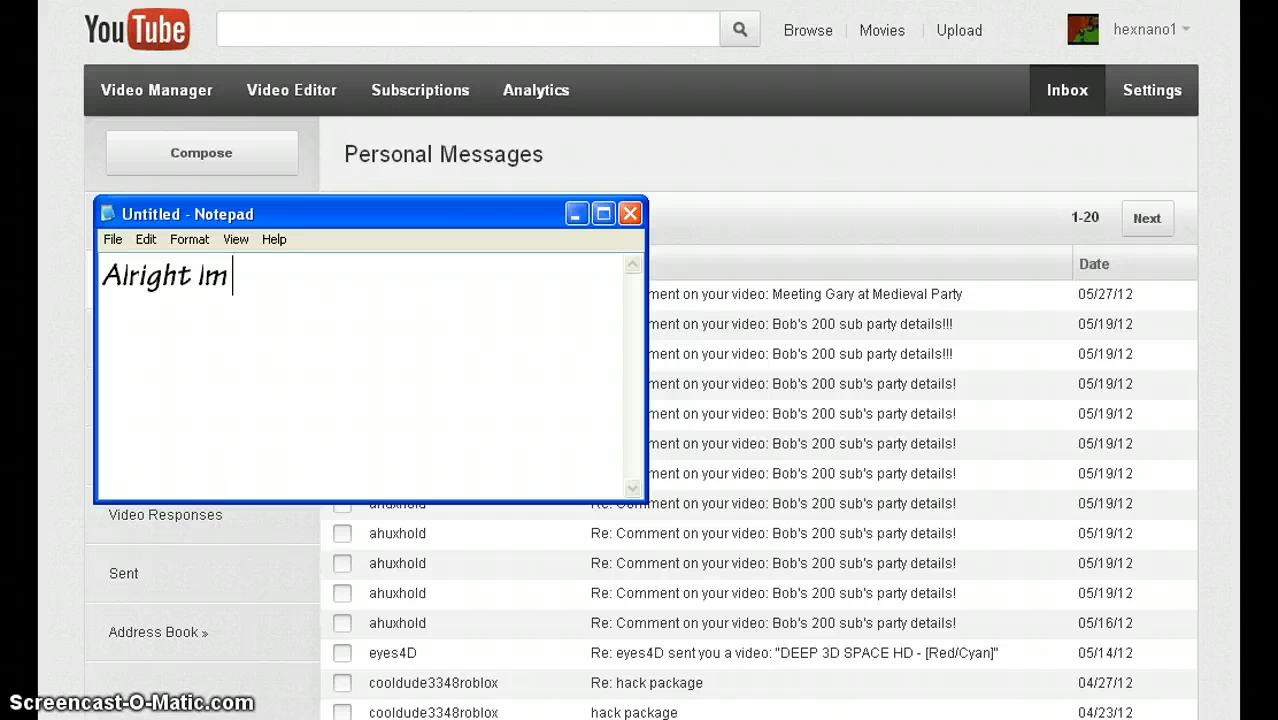 YouTube
Browse
Movies
Upload
hexnano1
Video Manager
Video Editor
Subscriptions
Analytics
Inbox
Settings
Compose
Personal Messages
Untitled - Notepad
1-20
Next
File Edit Format View Help
Alright Im
Date
ment on your video: Meeting Gary at Medieval Party 05/27/12
ment on your video: Bob's 200 sub party details!!! 05/19/12
ment on your video: Bob's 200 sub party details!!! 05/19/12
ment on your video: Bob's 200 sub's party details! 05/19/12
ment on your video: Bob's 200 sub's party details! 05/19/12
ment on your video: Bob's 200 sub's party details! 05/19/12
ment on your video: Bob's 200 sub's party details! 05/19/12
ahuxhold Re: Comment on your video: Bob's 200 sub's party details! 05/19/12
Video Responses
ahuxhold Re: Comment on your video: Bob's 200 sub's party details! 05/19/12
ahuxhold Re: Comment on your video: Bob's 200 sub's party details! 05/19/12
Sent
ahuxhold Re: Comment on your video: Bob's 200 sub's party details! 05/19/12
ahuxhold Re: Comment on your video: Bob's 200 sub's party details! 05/16/12
Address Book »
eyes4D Re: eyes4D sent you a video: "DEEP 3D SPACE HD - [Red/Cyan]" 05/14/12
cooldude3348roblox Re: hack package 04/27/12
cooldude3348roblox hack package 04/23/12
Screencast-O-Matic.com